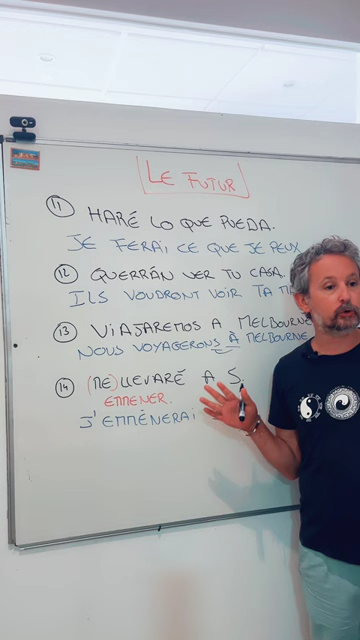 LE FUTUR
11 HARÉ LO QUE PUEDA.
JE FERAI CE QUE JE PEUX
12 QUERRÁN VER TU CASA.
ILS VOUDRONT VOIR TA
13 VIAJAREMOS A MELBOURNE
NOUS VOYAGERONS À MELBOURNE
14 (ME) LLEVARÉ A S.
EMMENER.
J'EMMÈNERAI